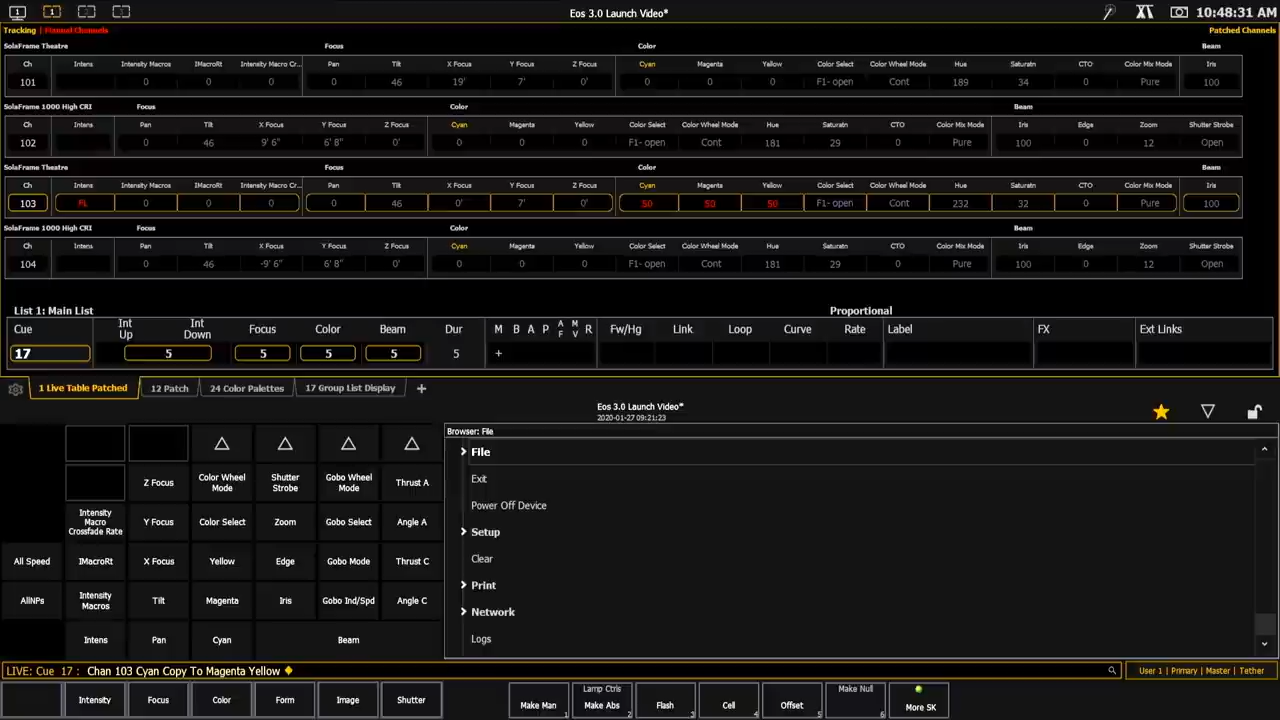 1 1
Eos 3.0 Launch Video*
10:48:31 AM
Tracking | Manual Channels
Patched Channels
SolaFrame Theatre Focus Color Beam
Ch Intens Intensity Macros IMacroRt Intensity Macro Cr... Pan Tilt X Focus Y Focus Z Focus Cyan Magenta Yellow Color Select Color Wheel Mode Hue Saturatn CTO Color Mix Mode Iris
101 0 0 0 0 46 19' 7' 0' 0 0 0 F1- open Cont 189 34 0 Pure 100
SolaFrame 1000 High CRI Focus Color Beam
Ch Intens Pan Tilt X Focus Y Focus Z Focus Cyan Magenta Yellow Color Select Color Wheel Mode Hue Saturatn CTO Color Mix Mode Iris Edge Zoom Shutter Strobe
102 0 46 9' 6" 6' 8" 0' 0 0 0 F1- open Cont 181 29 0 Pure 100 0 12 Open
SolaFrame Theatre Focus Color Beam
Ch Intens Intensity Macros IMacroRt Intensity Macro Cr... Pan Tilt X Focus Y Focus Z Focus Cyan Magenta Yellow Color Select Color Wheel Mode Hue Saturatn CTO Color Mix Mode Iris
103 FL 0 0 0 0 46 0' 7' 0' 50 50 50 F1- open Cont 232 32 0 Pure 100
SolaFrame 1000 High CRI Focus Color Beam
Ch Intens Pan Tilt X Focus Y Focus Z Focus Cyan Magenta Yellow Color Select Color Wheel Mode Hue Saturatn CTO Color Mix Mode Iris Edge Zoom Shutter Strobe
104 0 46 -9' 6" 6' 8" 0' 0 0 0 F1- open Cont 181 29 0 Pure 100 0 12 Open
List 1: Main List Proportional
Cue Int Up Int Down Focus Color Beam Dur M B A P AF MV R Fw/Hg Link Loop Curve Rate Label FX Ext Links
17 5 5 5 5 5 +
1 Live Table Patched 12 Patch 24 Color Palettes 17 Group List Display +
Eos 3.0 Launch Video*
2020-01-27 09:21:23
Browser: File
File
Exit
Power Off Device
Setup
Clear
Print
Network
Logs
Z Focus Color Wheel Mode Shutter Strobe Gobo Wheel Mode Thrust A
Intensity Macro Crossfade Rate Y Focus Color Select Zoom Gobo Select Angle A
All Speed IMacroRt X Focus Yellow Edge Gobo Mode Thrust C
AllNPs Intensity Macros Tilt Magenta Iris Gobo Ind/Spd Angle C
Intens Pan Cyan Beam
LIVE: Cue 17 : Chan 103 Cyan Copy To Magenta Yellow
User 1 | Primary | Master | Tether
Intensity Focus Color Form Image Shutter
Make Man 1 Lamp Ctrls Make Abs 2 Flash 3 Cell 4 Offset 5 Make Null 6 More SK